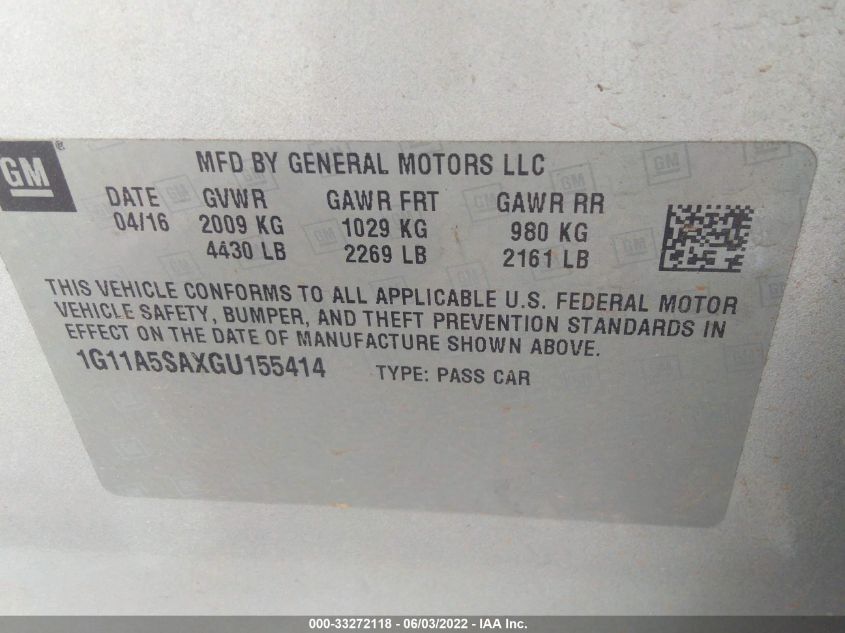 GM®
MFD BY GENERAL MOTORS LLC
DATE GVWR GAWR FRT GAWR RR
04/16 2009 KG 1029 KG 980 KG
4430 LB 2269 LB 2161 LB
THIS VEHICLE CONFORMS TO ALL APPLICABLE U.S. FEDERAL MOTOR
VEHICLE SAFETY, BUMPER, AND THEFT PREVENTION STANDARDS IN
EFFECT ON THE DATE OF MANUFACTURE SHOWN ABOVE.
1G11A5SAXGU155414 TYPE: PASS CAR
000-33272118 - 06/03/2022 - IAA Inc.